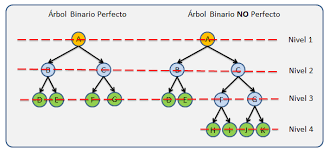 Árbol Binario Perfecto Árbol Binario NO Perfecto
A A Nivel 1
B C B Nivel 2
D E F G D E Nivel 3
H I J K Nivel 4